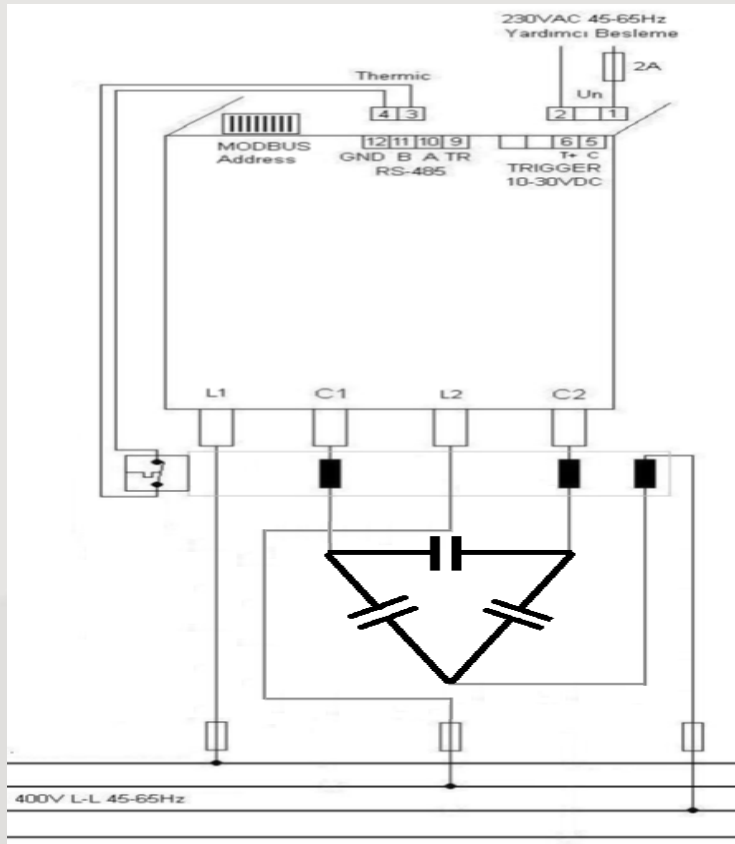 230VAC 45-65Hz
Yardımcı Besleme
2A
Thermic
Un
4 3
2 1
MODBUS
Address
12 11 10 9
6 5
GND B A TR
RS-485
T+ C
TRIGGER
10-30VDC
L1 C1 L2 C2
400V L-L 45-65Hz